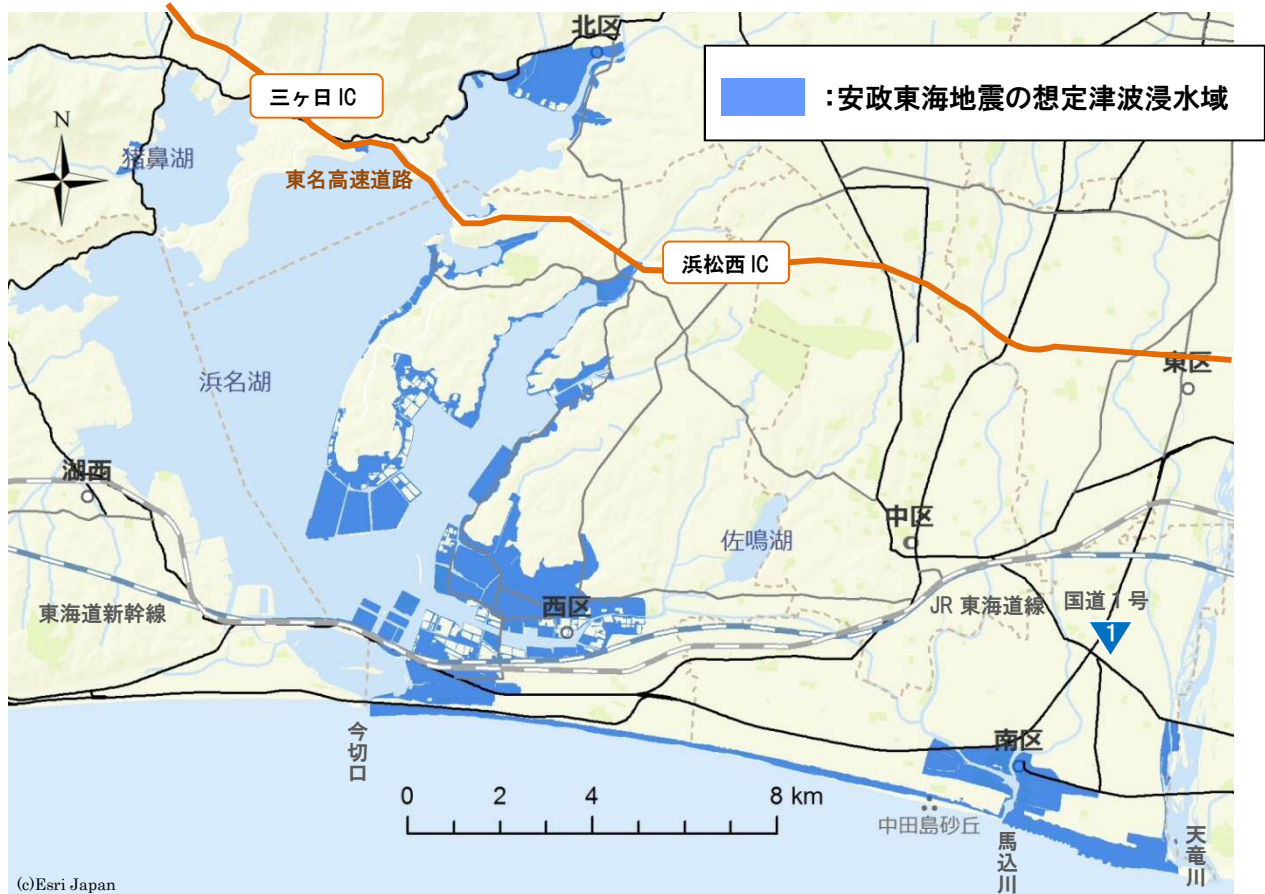 北区
:安政東海地震の想定津波浸水域
三ヶ日 IC
N
猪鼻湖
東名高速道路
浜松西 IC
東区
浜名湖
湖西
中区
佐鳴湖
東海道新幹線
西区
JR 東海道線
国道1号
1
今切口
南区
0 2 4 8 km
中田島砂丘
馬込川
天竜川
(c)Esri Japan